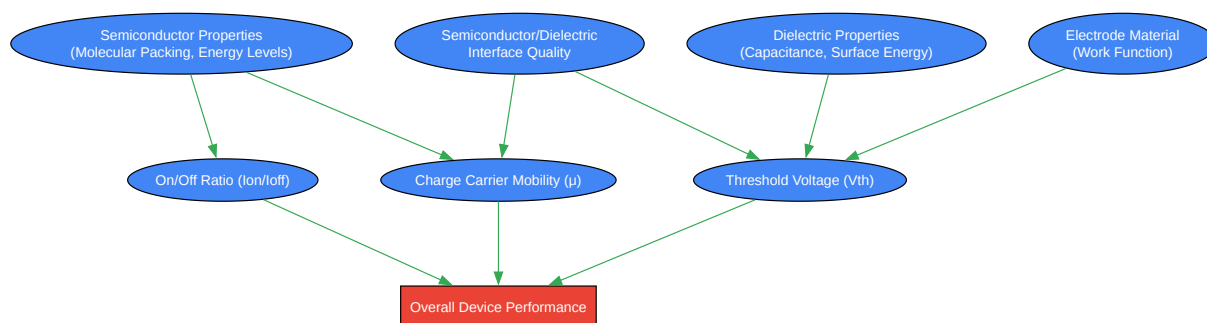 Semiconductor Properties
(Molecular Packing, Energy Levels)
Semiconductor/Dielectric
Interface Quality
Dielectric Properties
(Capacitance, Surface Energy)
Electrode Material
(Work Function)
On/Off Ratio (Ion/Ioff)
Charge Carrier Mobility (μ)
Threshold Voltage (Vth)
Overall Device Performance